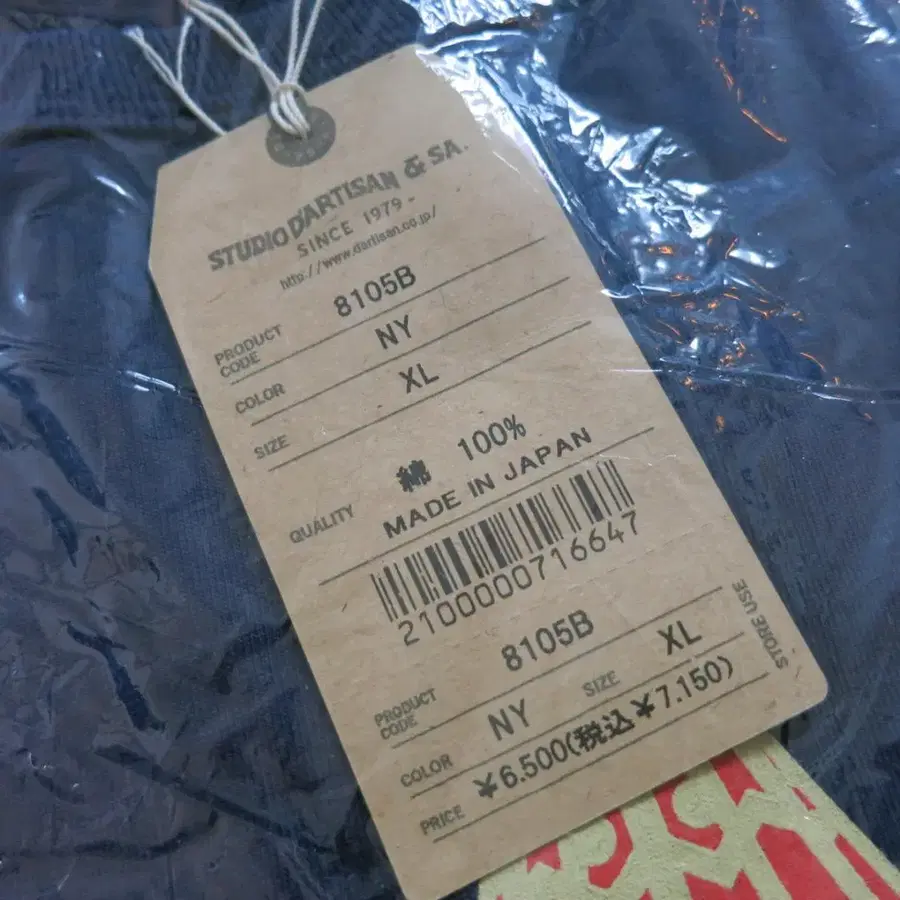 STUDIO D'ARTISAN & SA.
SINCE 1979-
http://www.dartisan.co.jp/
PRODUCT CODE 8105B
COLOR NY
SIZE XL
QUALITY 綿 100%
MADE IN JAPAN
2100000716647
STORE USE
PRODUCT CODE 8105B
COLOR NY SIZE XL
PRICE ¥6.500(税込¥7.150)